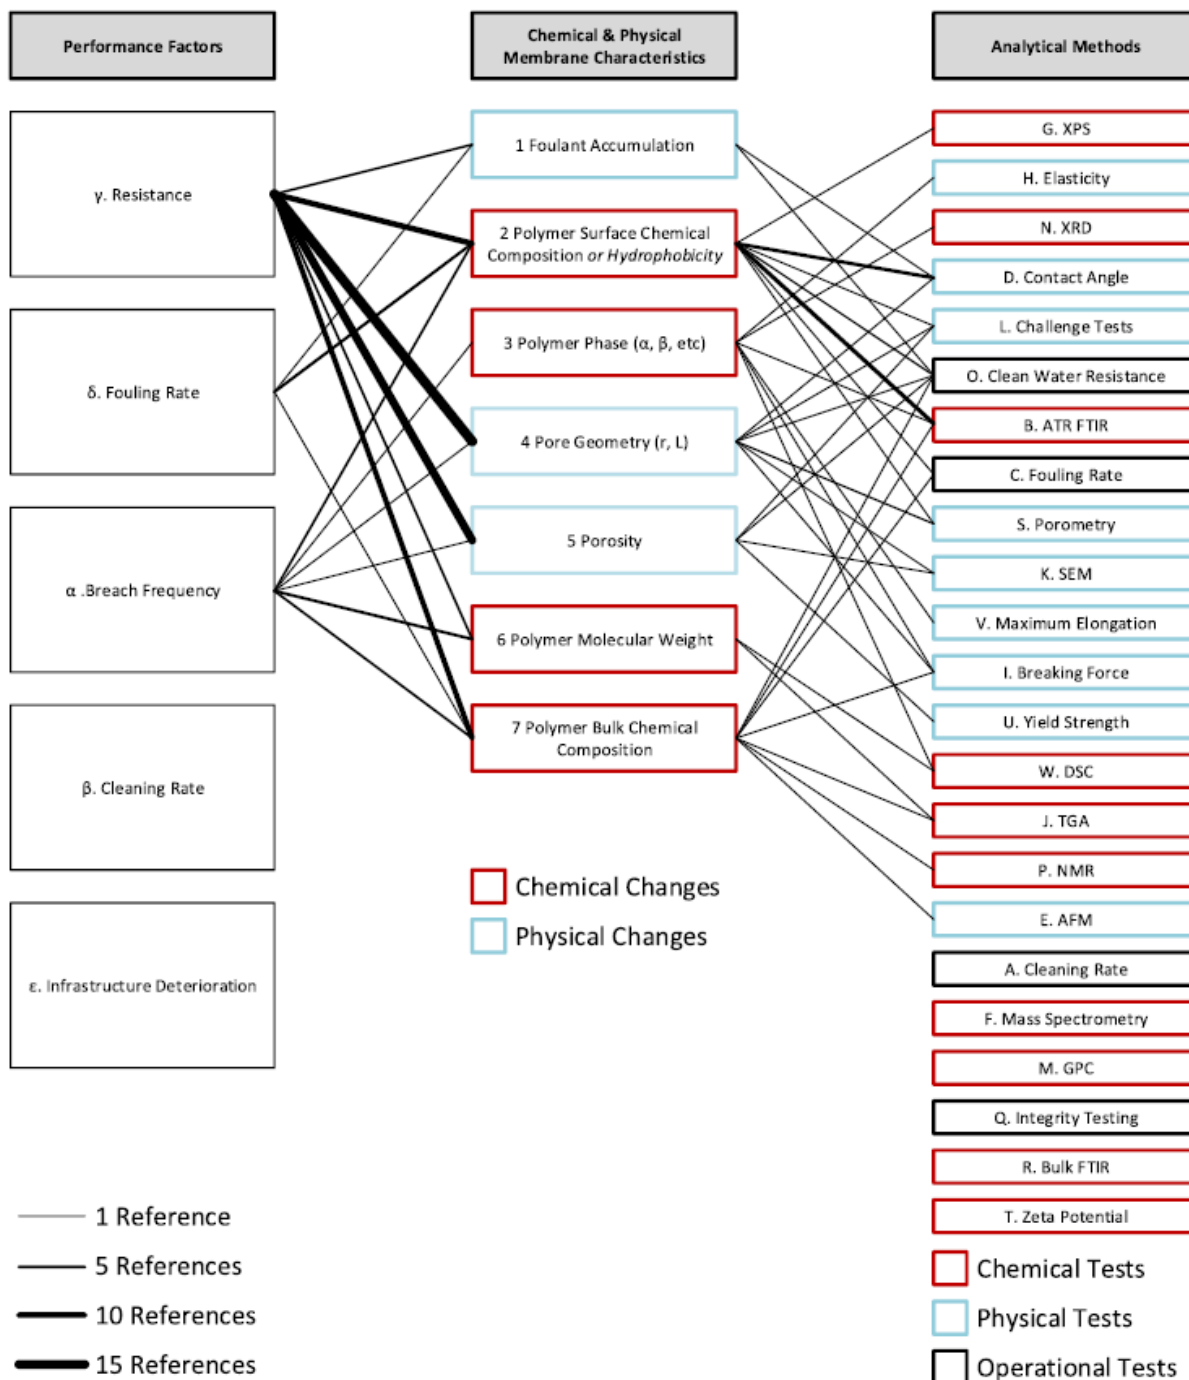 Performance Factors
γ. Resistance
δ. Fouling Rate
α .Breach Frequency
β. Cleaning Rate
ε. Infrastructure Deterioration
1 Reference
5 References
10 References
15 References
Chemical & Physical
Membrane Characteristics
1 Foulant Accumulation
2 Polymer Surface Chemical
Composition or Hydrophobicity
3 Polymer Phase (α, β, etc)
4 Pore Geometry (r, L)
5 Porosity
6 Polymer Molecular Weight
7 Polymer Bulk Chemical
Composition
Chemical Changes
Physical Changes
Analytical Methods
G. XPS
H. Elasticity
N. XRD
D. Contact Angle
L. Challenge Tests
O. Clean Water Resistance
B. ATR FTIR
C. Fouling Rate
S. Porometry
K. SEM
V. Maximum Elongation
I. Breaking Force
U. Yield Strength
W. DSC
J. TGA
P. NMR
E. AFM
A. Cleaning Rate
F. Mass Spectrometry
M. GPC
Q. Integrity Testing
R. Bulk FTIR
T. Zeta Potential
Chemical Tests
Physical Tests
Operational Tests